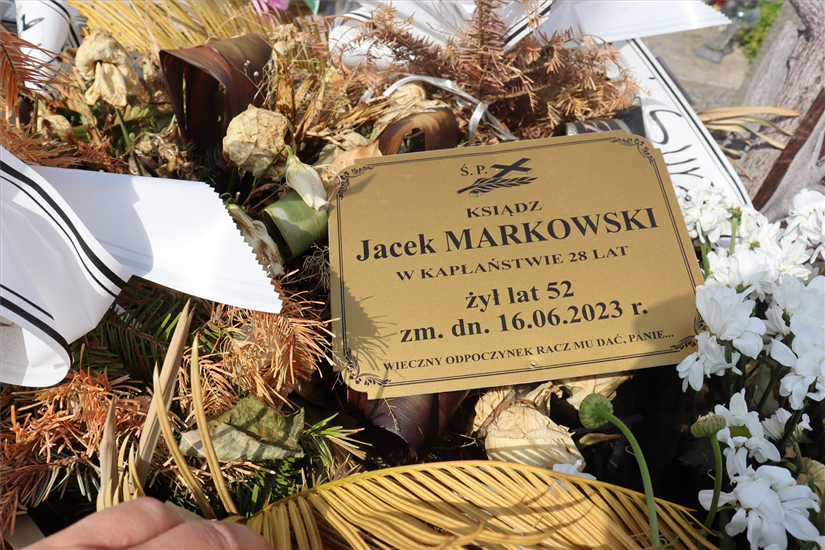 Ś. P.
KSIĄDZ
Jacek MARKOWSKI
W KAPŁAŃSTWIE 28 LAT
żył lat 52
zm. dn. 16.06.2023 r.
WIECZNY ODPOCZYNEK RACZ MU DAĆ, PANIE...